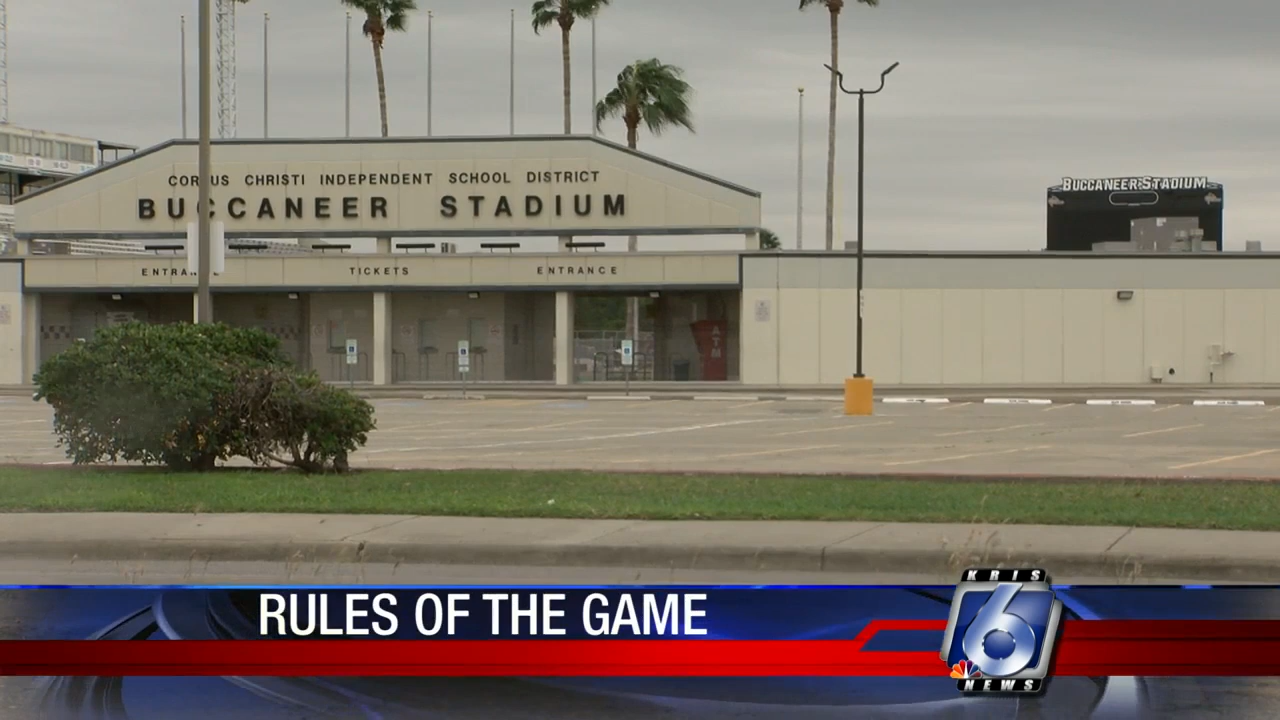 CORPUS CHRISTI INDEPENDENT SCHOOL DISTRICT
BUCCANEER STADIUM
BUCCANEER STADIUM
ENTRANCE TICKETS ENTRANCE
ATM
RULES OF THE GAME
KRIS
6
NEWS